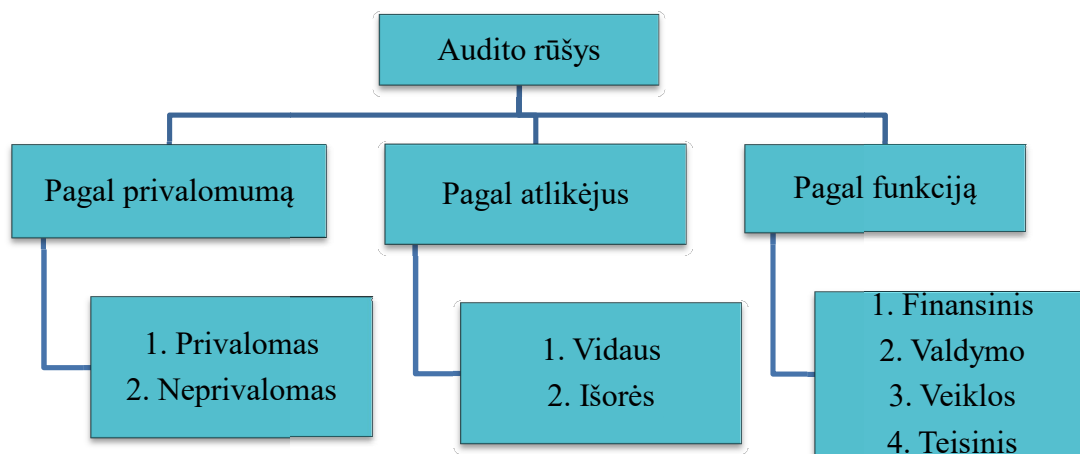 Audito rūšys
Pagal privalomumą
Pagal atlikėjus
Pagal funkciją
1. Privalomas
2. Neprivalomas
1. Vidaus
2. Išorės
1. Finansinis
2. Valdymo
3. Veiklos
4. Teisinis